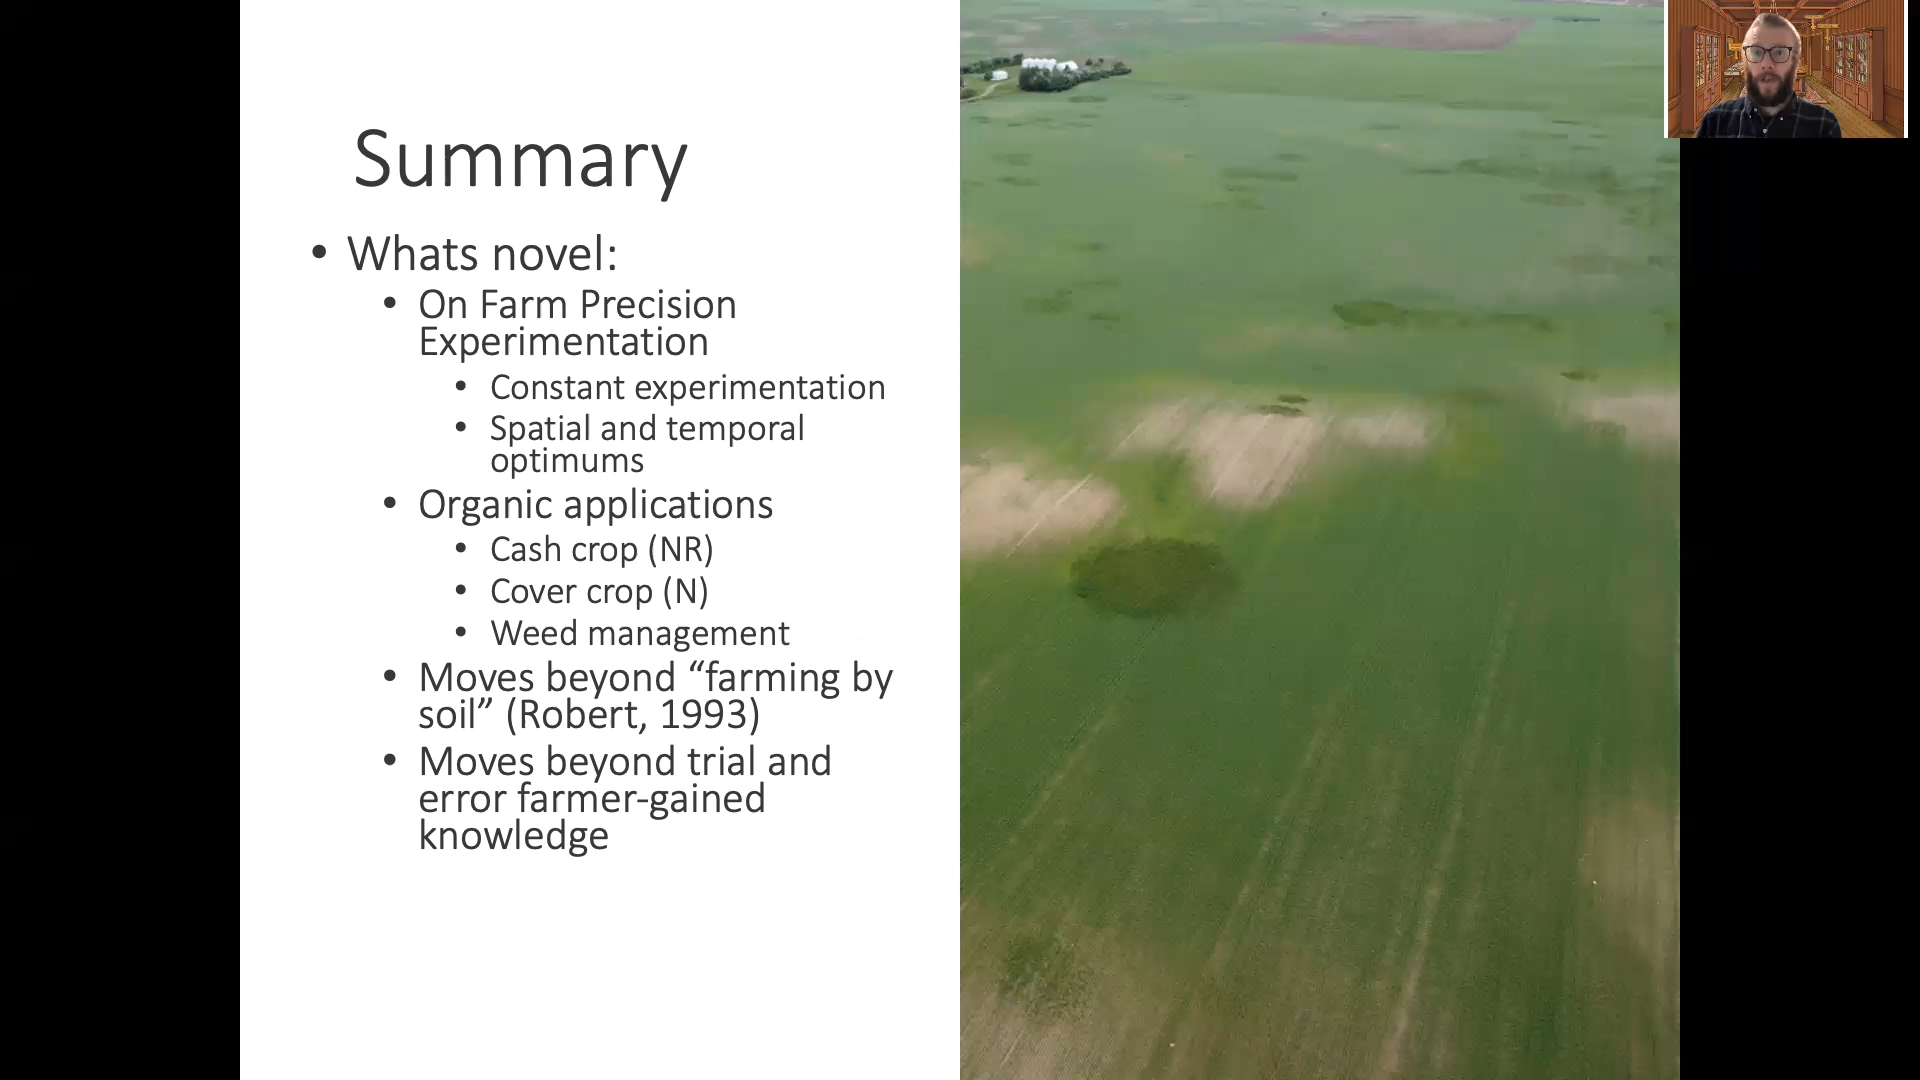 Summary
• Whats novel:
• On Farm Precision
Experimentation
• Constant experimentation
• Spatial and temporal
optimums
• Organic applications
• Cash crop (NR)
• Cover crop (N)
• Weed management
• Moves beyond “farming by
soil” (Robert, 1993)
• Moves beyond trial and
error farmer-gained
knowledge